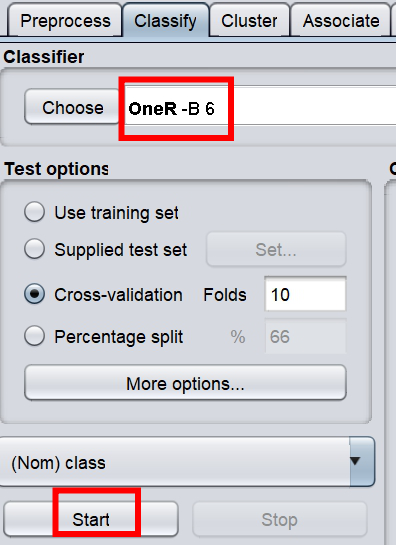 Preprocess Classify Cluster Associate
Classifier
Choose OneR -B 6
Test options
Use training set
Supplied test set Set...
Cross-validation Folds 10
Percentage split % 66
More options...
(Nom) class
Start Stop